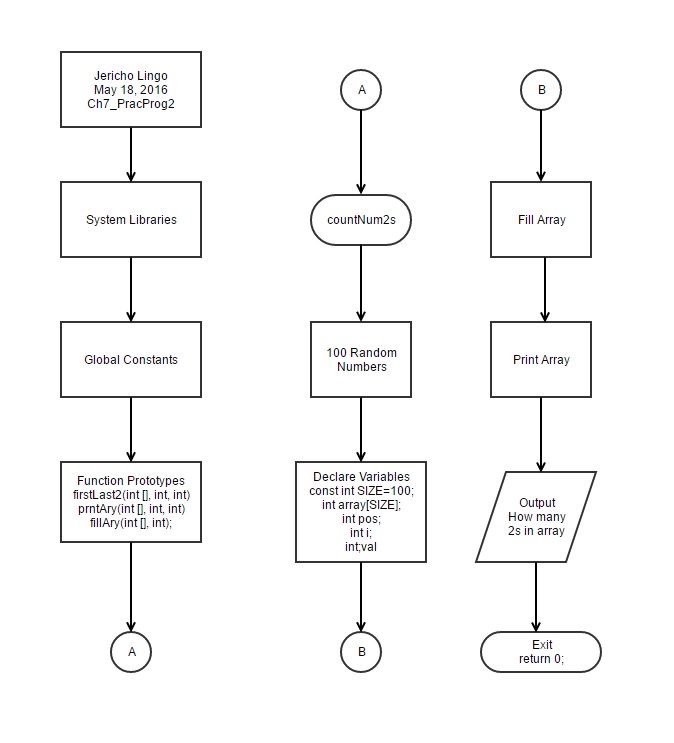 Jericho Lingo
May 18, 2016
Ch7_PracProg2
System Libraries
Global Constants
Function Prototypes
firstLast2(int [], int, int)
prntAry(int [], int, int)
fillAry(int [], int);
A
A
countNum2s
100 Random
Numbers
Declare Variables
const int SIZE=100;
int array[SIZE];
int pos;
int i;
int;val
B
B
Fill Array
Print Array
Output
How many
2s in array
Exit
return 0;